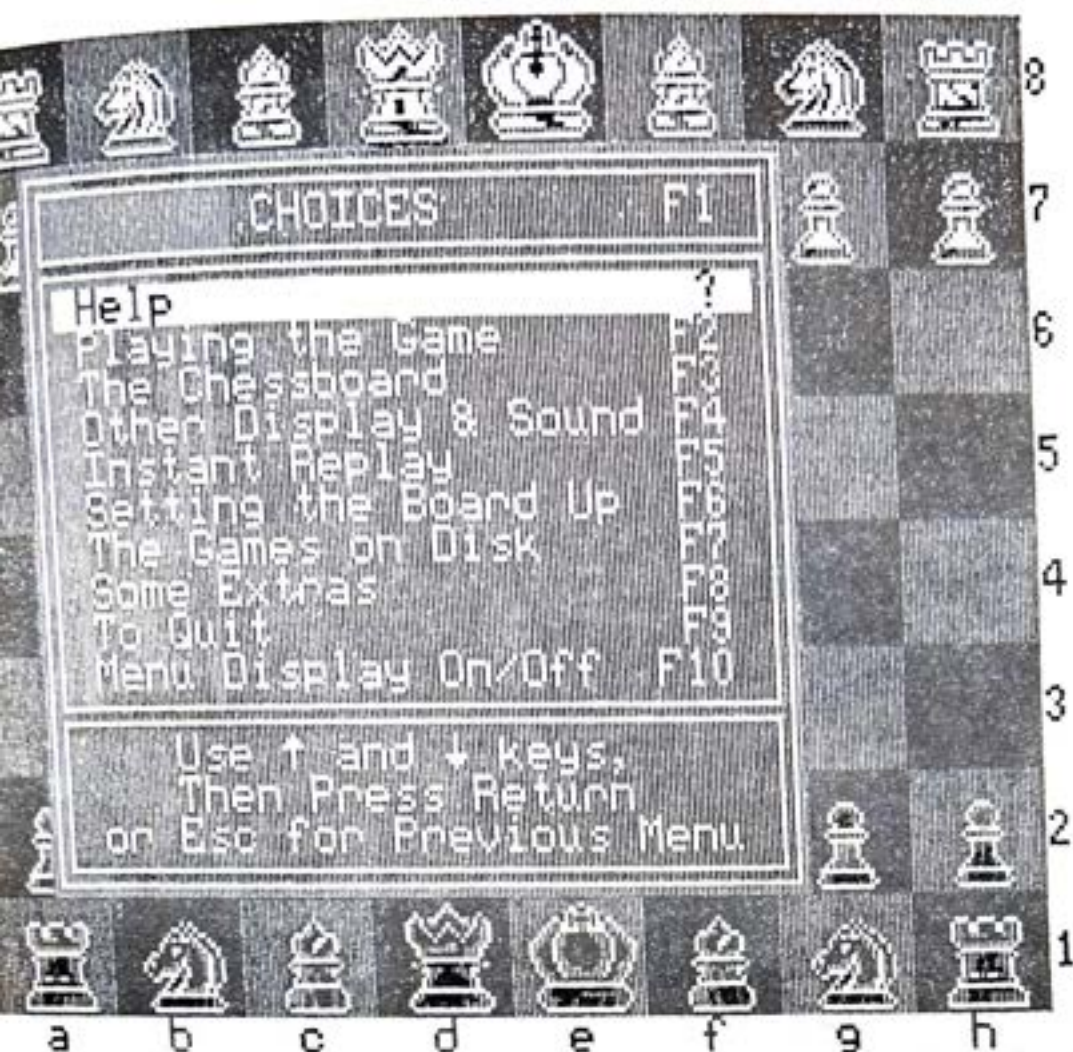 8
CHOICES F1
7
Help ?
Playing the Game F2
6
The Chessboard F3
Other Display & Sound F4
Instant Replay F5
5
Setting the Board Up F6
The Games on Disk F7
Some Extras F8
4
To Quit F9
Menu Display On/Off F10
3
Use ↑ and ↓ keys,
Then Press Return
or Esc for Previous Menu
2
1
a b c d e f g h